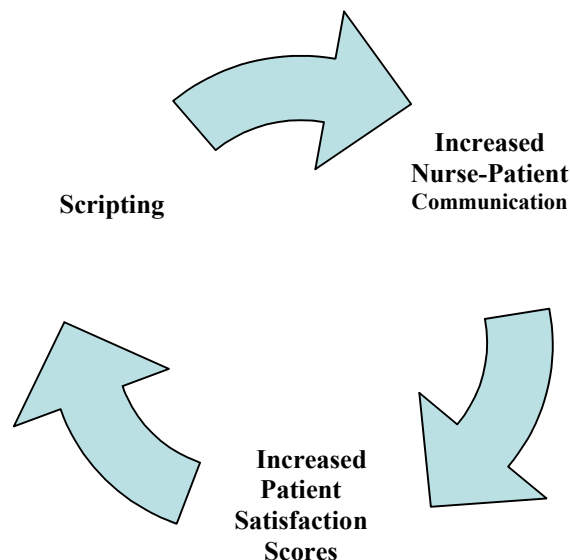 Scripting
Increased
Nurse-Patient
Communication
Increased
Patient
Satisfaction
Scores